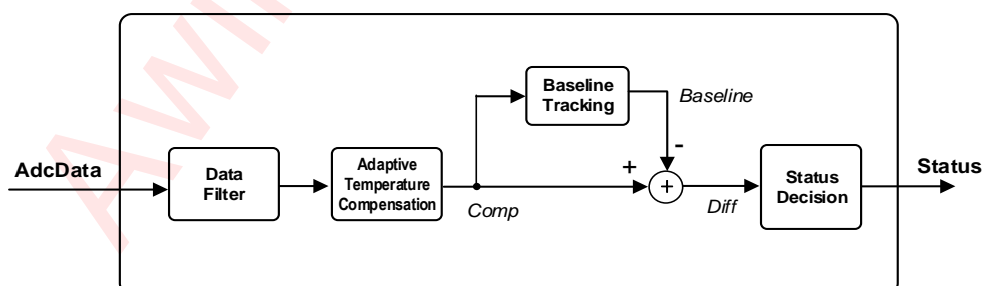 AdcData
Data
Filter
Adaptive
Temperature
Compensation
Comp
Baseline
Tracking
Baseline
-
+
+
Diff
Status
Decision
Status